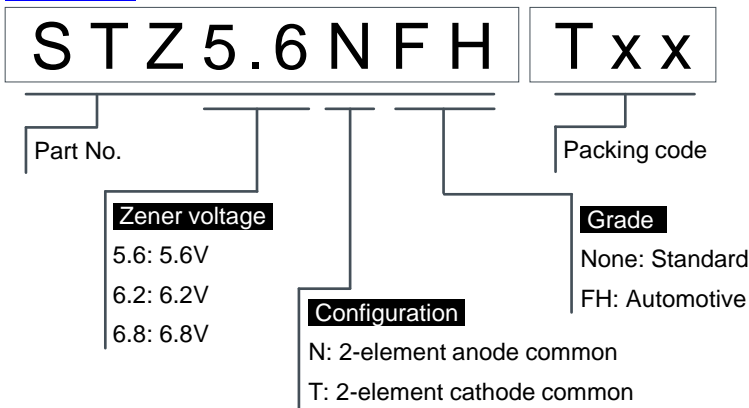 STZ5.6NFH Txx
Part No.
Packing code
Zener voltage
5.6: 5.6V
6.2: 6.2V
6.8: 6.8V
Configuration
N: 2-element anode common
T: 2-element cathode common
Grade
None: Standard
FH: Automotive